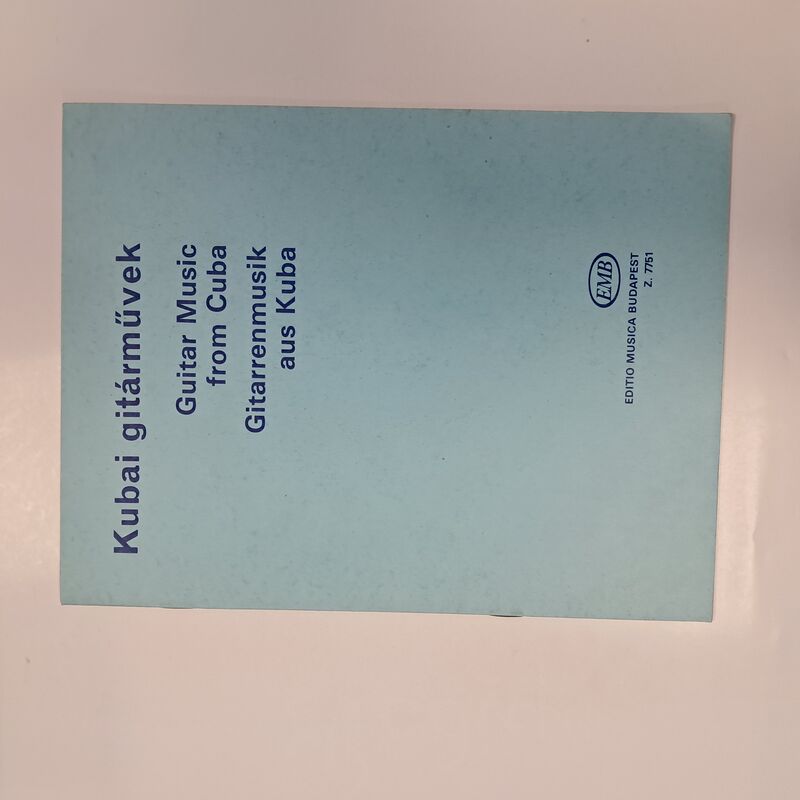 Kubai gitárművek
Guitar Music
from Cuba
Gitarrenmusik
aus Kuba
EMB
EDITIO MUSICA BUDAPEST
Z. 7751